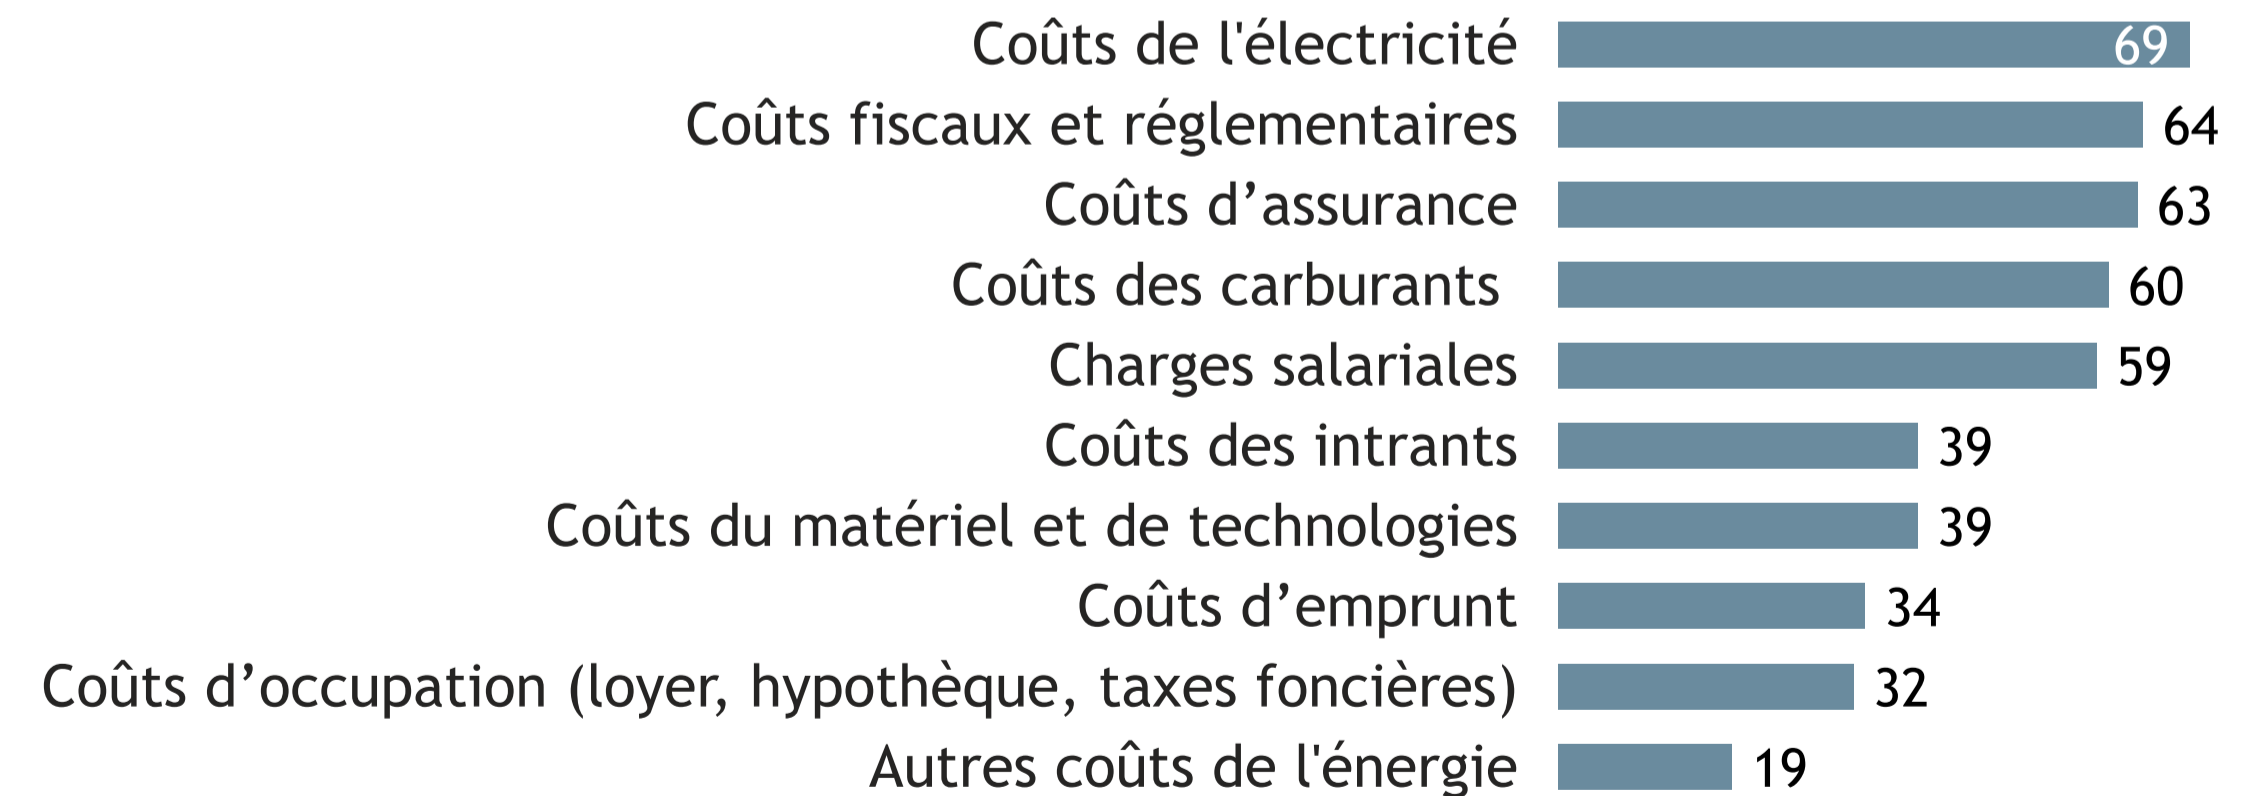 Coûts de l'électricité 69
Coûts fiscaux et réglementaires 64
Coûts d’assurance 63
Coûts des carburants 60
Charges salariales 59
Coûts des intrants 39
Coûts du matériel et de technologies 39
Coûts d’emprunt 34
Coûts d’occupation (loyer, hypothèque, taxes foncières) 32
Autres coûts de l'énergie 19